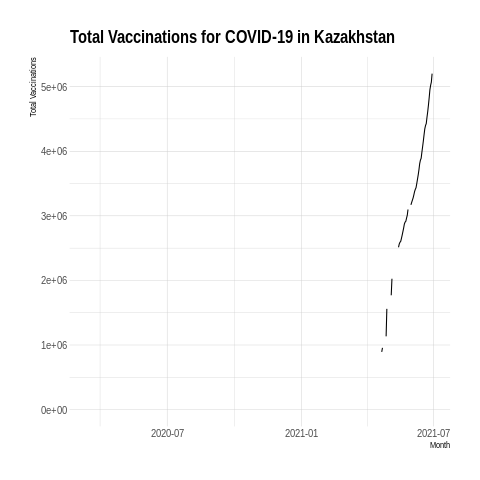 Total Vaccinations for COVID-19 in Kazakhstan
Total Vaccinations
5e+06
4e+06
3e+06
2e+06
1e+06
0e+00
2020-07
2021-01
2021-07
Month